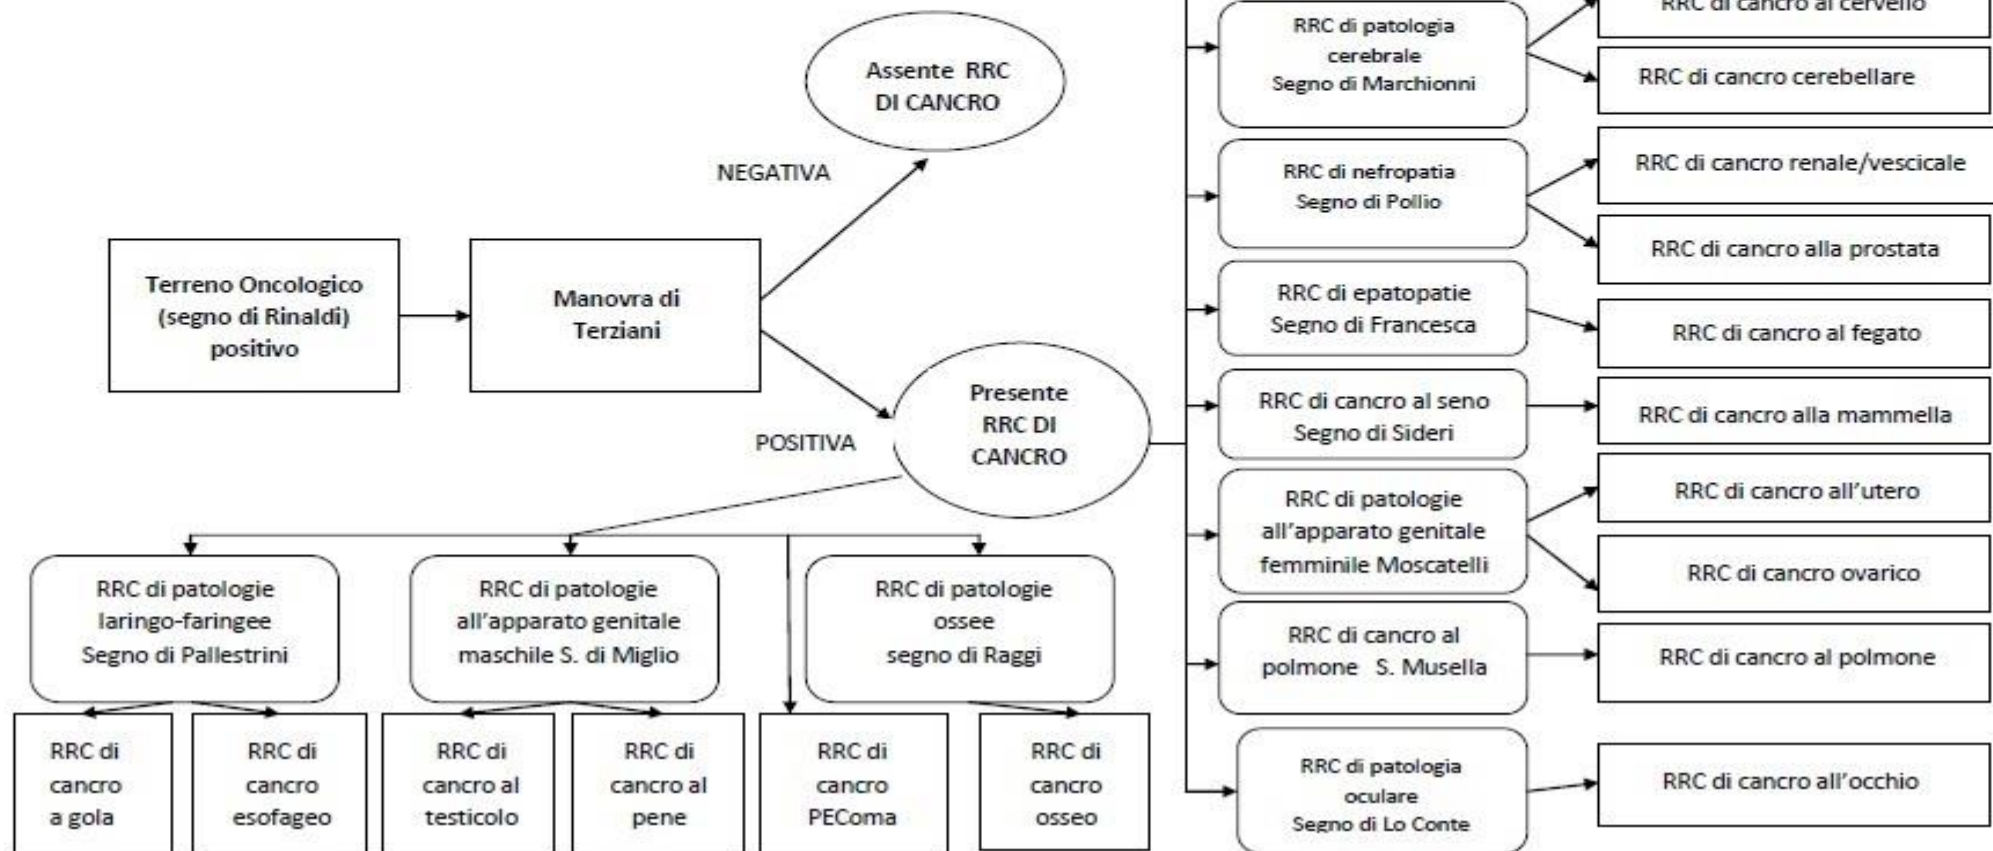 Assente RRC
DI CANCRO
NEGATIVA
Terreno Oncologico
(segno di Rinaldi)
positivo
Manovra di
Terziani
POSITIVA
Presente
RRC DI
CANCRO
RRC di patologie
laringo-faringee
Segno di Pallestrini
RRC di patologie
all'apparato genitale
maschile S. di Miglio
RRC di patologie
ossee
segno di Raggi
RRC di
cancro
a gola
RRC di
cancro
esofageo
RRC di
cancro al
testicolo
RRC di
cancro al
pene
RRC di
cancro
PEComa
RRC di
cancro
osseo
RRC di patologia
cerebrale
Segno di Marchionni
RRC di cancro al cervello
RRC di cancro cerebellare
RRC di nefropatia
Segno di Pollio
RRC di cancro renale/vescicale
RRC di cancro alla prostata
RRC di epatopatie
Segno di Francesca
RRC di cancro al fegato
RRC di cancro al seno
Segno di Sideri
RRC di cancro alla mammella
RRC di patologie
all'apparato genitale
femminile Moscatelli
RRC di cancro all'utero
RRC di cancro ovarico
RRC di cancro al
polmone S. Musella
RRC di cancro al polmone
RRC di patologia
oculare
Segno di Lo Conte
RRC di cancro all'occhio